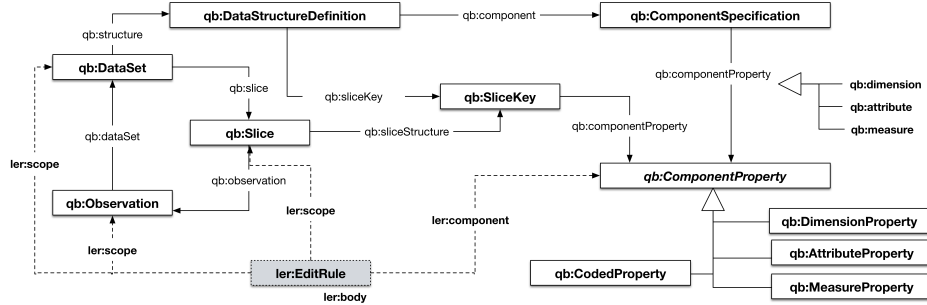 qb:DataStructureDefinition
qb:component
qb:ComponentSpecification
qb:structure
qb:DataSet
qb:slice
qb:componentProperty
qb:dimension
qb:attribute
qb:measure
qb:sliceKey
qb:SliceKey
qb:dataSet
qb:Slice
qb:sliceStructure
qb:componentProperty
ler:scope
qb:observation
qb:ComponentProperty
qb:Observation
ler:scope
ler:component
qb:DimensionProperty
ler:scope
qb:AttributeProperty
ler:EditRule
qb:CodedProperty
qb:MeasureProperty
ler:body